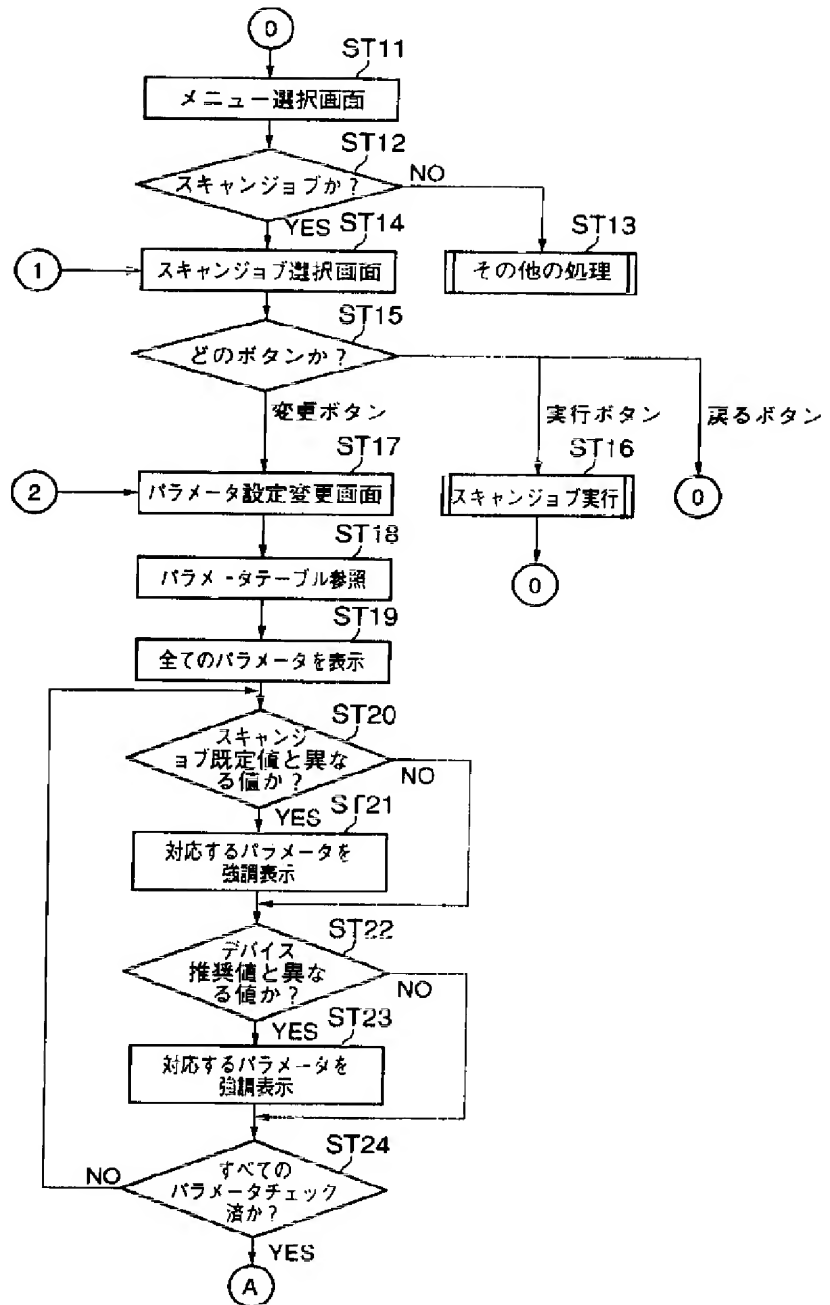 0
ST11
メニュー選択画面
ST12
スキャンジョブか？
NO
YES
ST14
ST13
1
スキャンジョブ選択画面
その他の処理
ST15
どのボタンか？
変更ボタン
実行ボタン
戻るボタン
ST17
ST16
2
パラメータ設定変更画面
スキャンジョブ実行
0
ST18
パラメータテーブル参照
0
ST19
全てのパラメータを表示
ST20
スキャンジ
ョブ既定値と異な
る値か？
NO
YES
ST21
対応するパラメータを
強調表示
ST22
デバイス
推奨値と異な
る値か？
NO
YES
ST23
対応するパラメータを
強調表示
ST24
NO
すべての
パラメータチェック
済か？
YES
A